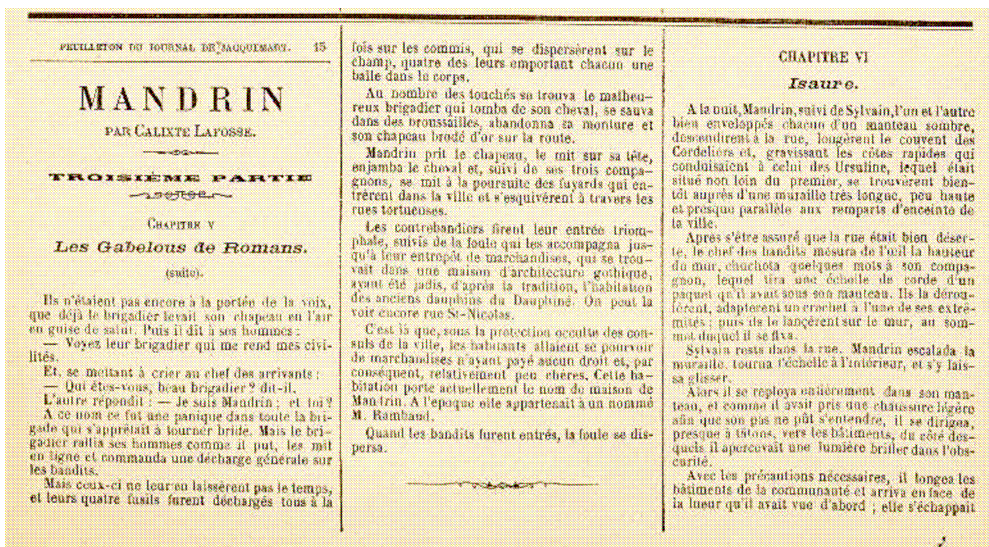 FEUILLETON DU JOURNAL DE JACQUEMART. 15
MANDRIN
PAR CALIXTE LAFOSSE.
TROISIÈME PARTIE
CHAPITRE V
Les Gabelous de Romans.
(suite).
Ils n'étaient pas encore à la portée de la voix,
que déjà le brigadier levait son chapeau en l'air
en guise de salut. Puis il dit à ses hommes :
— Voyez leur brigadier qui me rend mes civi-
lités.
Et, se mettant à crier au chef des arrivants :
— Qui êtes-vous, beau brigadier ? dit-il.
L'autre répondit : — Je suis Mandrin ; et toi ?
A ce nom ce fut une panique dans toute la bri-
gade qui s'apprêtait à tourner bride. Mais le bri-
gadier rallia ses hommes comme il put, les mit
en ligne et commanda une décharge générale sur
les bandits.
Mais ceux-ci ne leur en laissèrent pas le temps,
et leurs quatre fusils furent déchargés tous à la
fois sur les commis, qui se dispersèrent sur le
champ, quatre des leurs emportant chacun une
balle dans le corps.
Au nombre des touchés se trouva le malheu-
reux brigadier qui tomba de son cheval, se sauva
dans des broussailles, abandonna sa monture et
son chapeau brodé d'or sur la route.
Mandrin prit le chapeau, le mit sur sa tête,
enjamba le cheval et, suivi de ses trois compa-
gnons, se mit à la poursuite des fuyards qui en-
trèrent dans la ville et s'esquivèrent à travers les
rues tortueuses.
Les contrebandiers firent leur entrée triom-
phale, suivis de la foule qui les accompagna jus-
qu'à leur entrepôt de marchandises, qui se trou-
vait dans une maison d'architecture gothique,
ayant été jadis, d'après la tradition, l'habitation
des anciens dauphins du Dauphiné. On peut la
voir encore rue St-Nicolas.
C'est là que, sous la protection occulte des con-
suls de la ville, les habitants allaient se pourvoir
de marchandises n'ayant payé aucun droit et, par
conséquent, relativement peu chères. Cette ha-
bitation porte actuellement le nom de maison de
Mandrin. A l'époque elle appartenait à un nommé
M. Rambaud.
Quand les bandits furent entrés, la foule se dis-
persa.
CHAPITRE VI
Isaure.
A la nuit, Mandrin, suivi de Sylvain, l'un et l'autre
bien enveloppés chacun d'un manteau sombre,
descendirent à la rue, longèrent le couvent des
Cordeliers et, gravissant les côtes rapides qui
conduisaient à celui des Ursuline, lequel était
situé non loin du premier, se trouvèrent bien-
tôt auprès d'une muraille très longue, peu haute
et presque parallèle aux remparts d'enceinte de
la ville.
Après s'être assuré que la rue était bien déser-
te, le chef des bandits mesura de l'œil la hauteur
du mur, chuchota quelques mots à son compa-
gnon, lequel tira une échelle de corde d'un
paquet qu'il avait sous son manteau. Ils la dérou-
lèrent, adaptèrent un crochet à l'une de ses extré-
mités ; puis ils le lancèrent sur le mur, au som-
met duquel il se fixa.
Sylvain resta dans la rue. Mandrin escalada la
muraille, tourna l'échelle à l'intérieur, et s'y lais-
sa glisser.
Alors il se reploya entièrement dans son man-
teau, et comme il avait pris une chaussure légère
afin que son pas ne pût s'entendre, il se dirigea,
presque à tâtons, vers les bâtiments, du côté des-
quels il apercevait une lumière briller dans l'obs-
curité.
Avec les précautions nécessaires, il longea les
bâtiments de la communauté et arriva en face de
la lueur qu'il avait vue d'abord ; elle s'échappait